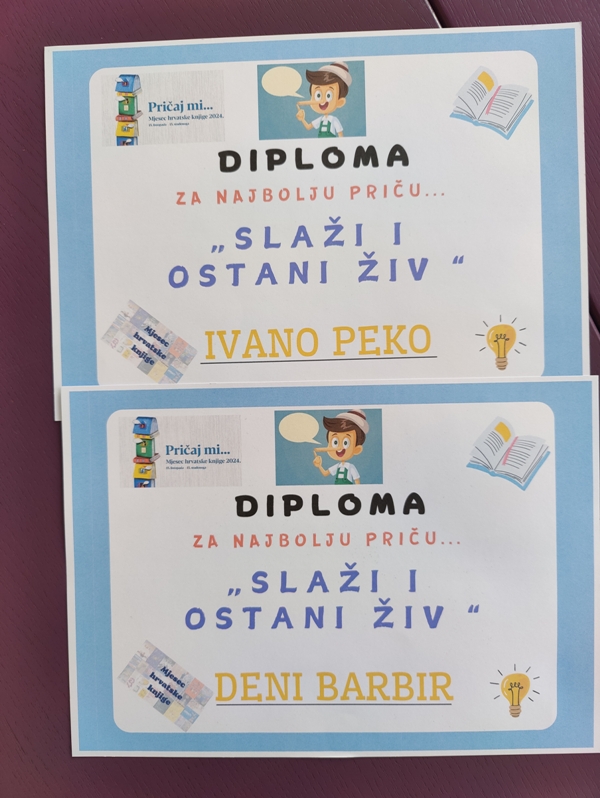 Pričaj mi...
Mjesec hrvatske knjige 2024.
DIPLOMA
ZA NAJBOLJU PRIČU...
„SLAŽI I
OSTANI ŽIV “
Mjesec
hrvatske
knjige
IVANO PEKO
Pričaj mi...
Mjesec hrvatske knjige 2024.
DIPLOMA
ZA NAJBOLJU PRIČU...
„SLAŽI I
OSTANI ŽIV “
Mjesec
hrvatske
knjige
DENI BARBIR